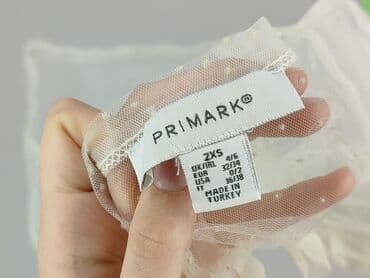 PRIMARK®
2XS
UK/IRL 4/6
EUR 32/34
USA 0/2
IT 36/38
MADE IN
TURKEY